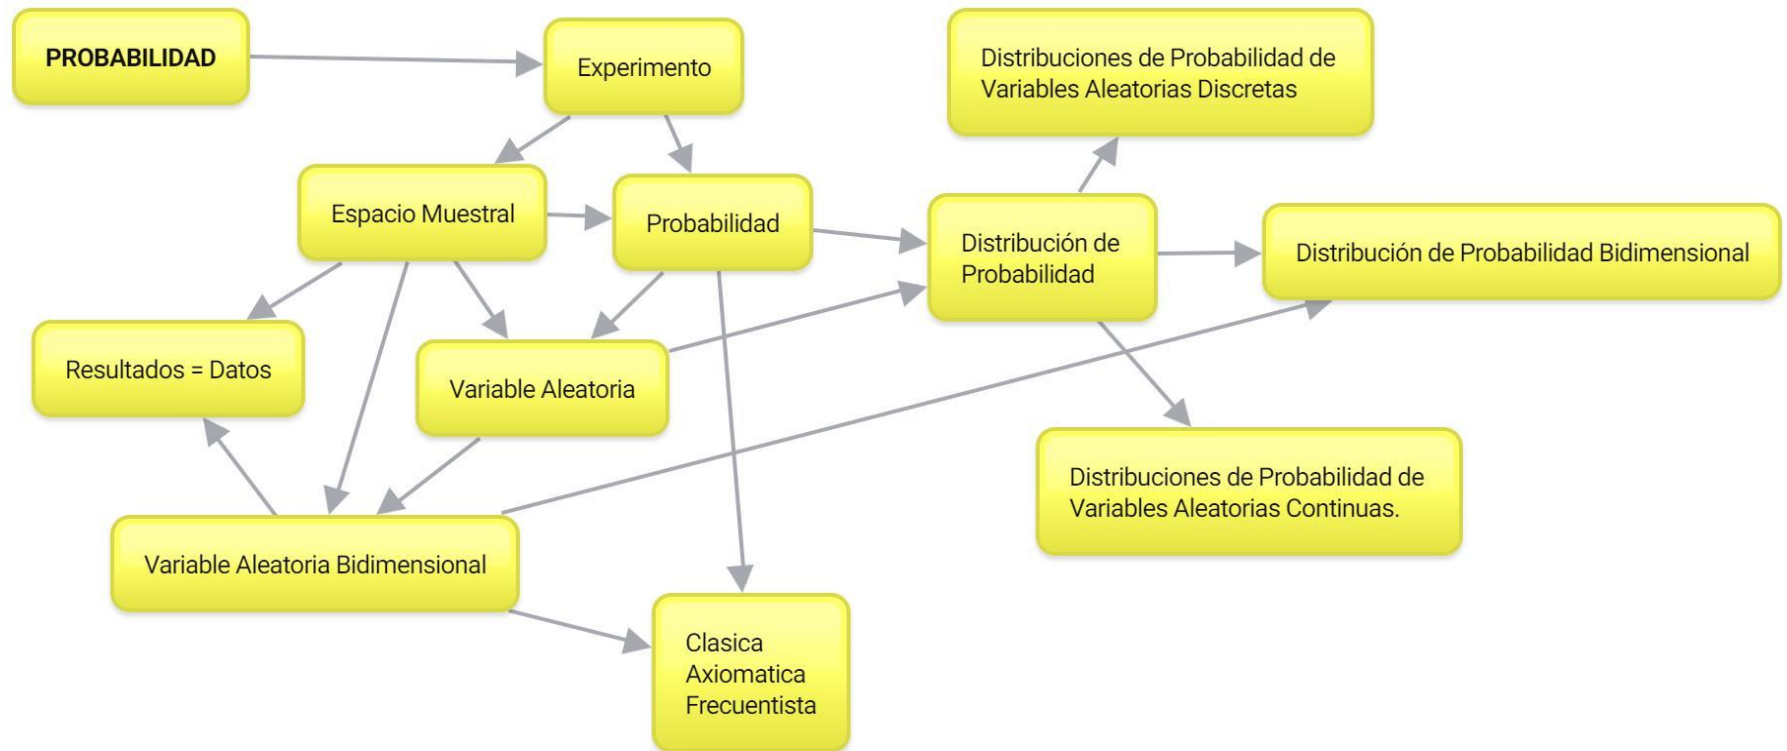 PROBABILIDAD
Experimento
Distribuciones de Probabilidad de
Variables Aleatorias Discretas
Espacio Muestral
Probabilidad
Distribución de
Probabilidad
Distribución de Probabilidad Bidimensional
Resultados = Datos
Variable Aleatoria
Distribuciones de Probabilidad de
Variables Aleatorias Continuas.
Variable Aleatoria Bidimensional
Clasica
Axiomatica
Frecuentista